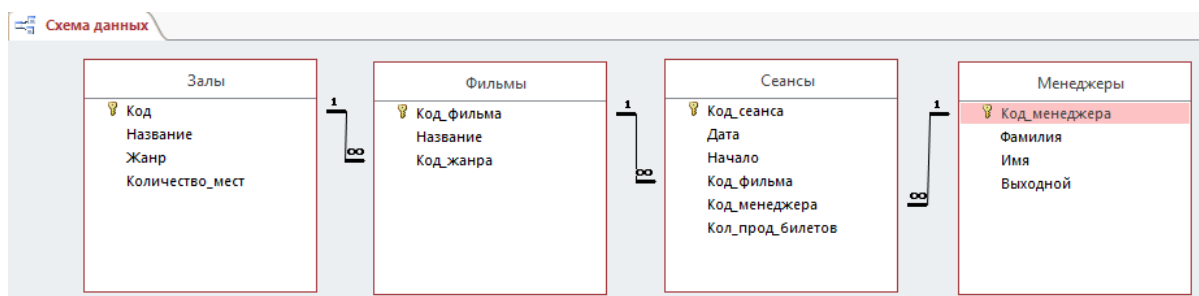 Схема данных
Залы
Код
Название
Жанр
Количество_мест
1
∞
Фильмы
Код_фильма
Название
Код_жанра
1
∞
Сеансы
Код_сеанса
Дата
Начало
Код_фильма
Код_менеджера
Кол_прод_билетов
1
∞
Менеджеры
Код_менеджера
Фамилия
Имя
Выходной